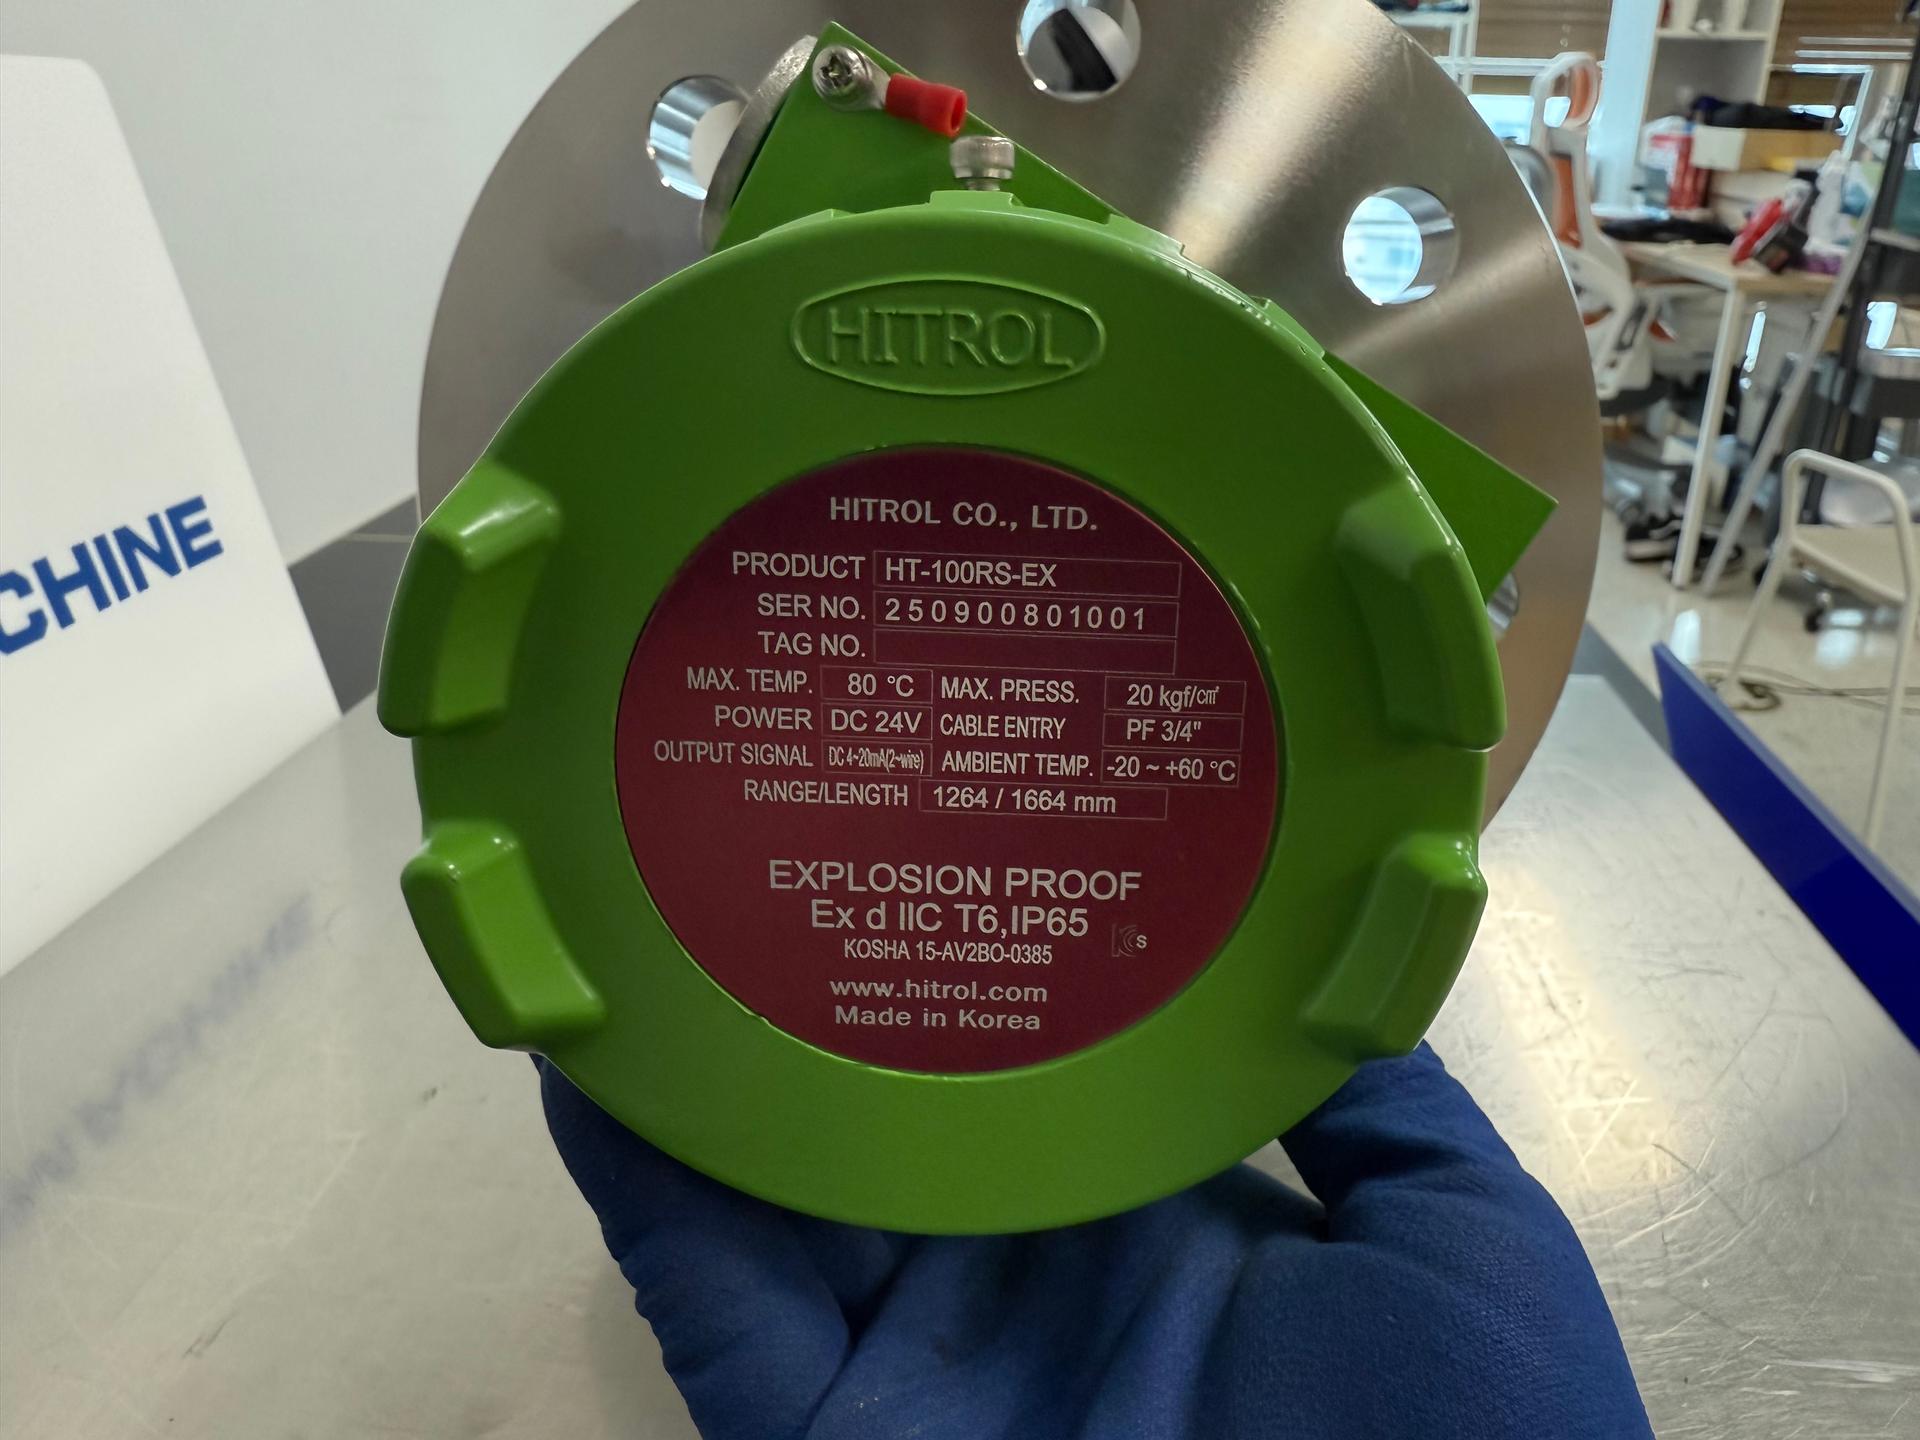 HITROL
CHINE
HITROL CO., LTD.
PRODUCT HT-100RS-EX
SER NO. 250900801001
TAG NO.
MAX. TEMP. 80 ℃ MAX. PRESS. 20 kgf/㎠
POWER DC 24V CABLE ENTRY PF 3/4"
OUTPUT SIGNAL DC 4~20mA(2-wire) AMBIENT TEMP. -20 ~ +60 ℃
RANGE/LENGTH 1264 / 1664 mm
EXPLOSION PROOF
Ex d IIC T6,IP65
KOSHA 15-AV2BO-0385
KCs
www.hitrol.com
Made in Korea